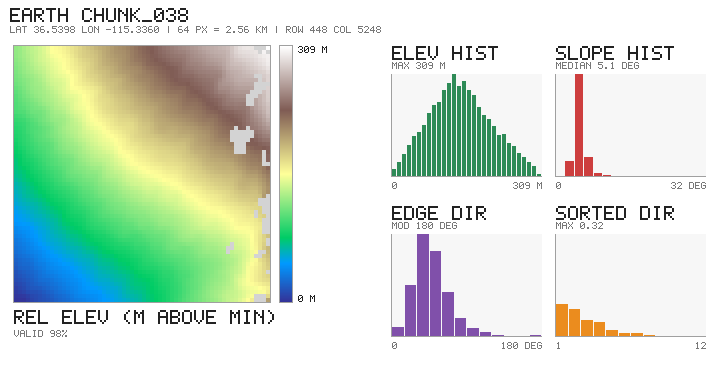 EARTH CHUNK_038
LAT 36.5398 LON -115.3360 | 64 PX = 2.56 KM | ROW 448 COL 5248
309 M
0 M
REL ELEV (M ABOVE MIN)
VALID 98%
ELEV HIST
MAX 309 M
0 309 M
SLOPE HIST
MEDIAN 5.1 DEG
0 32 DEG
EDGE DIR
MOD 180 DEG
0 180 DEG
SORTED DIR
MAX 0.32
1 12